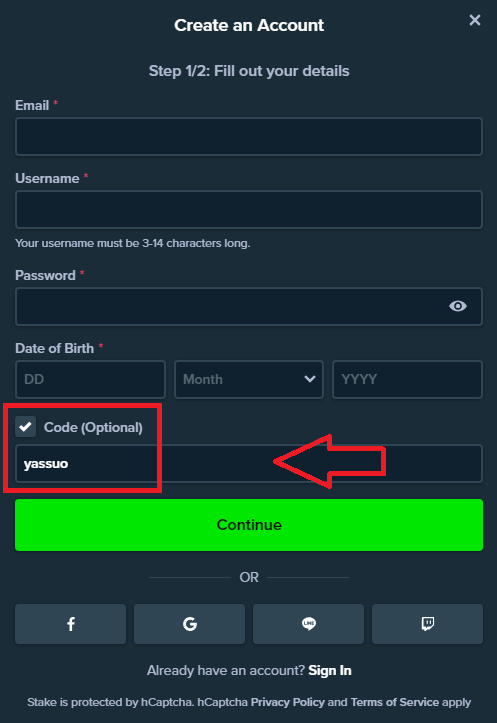 Create an Account
Step 1/2: Fill out your details
Email *
Username *
Your username must be 3-14 characters long.
Password *
Date of Birth *
DD Month YYYY
Code (Optional)
yassuo
Continue
OR
f G LINE
Already have an account? Sign In
Stake is protected by hCaptcha. hCaptcha Privacy Policy and Terms of Service apply